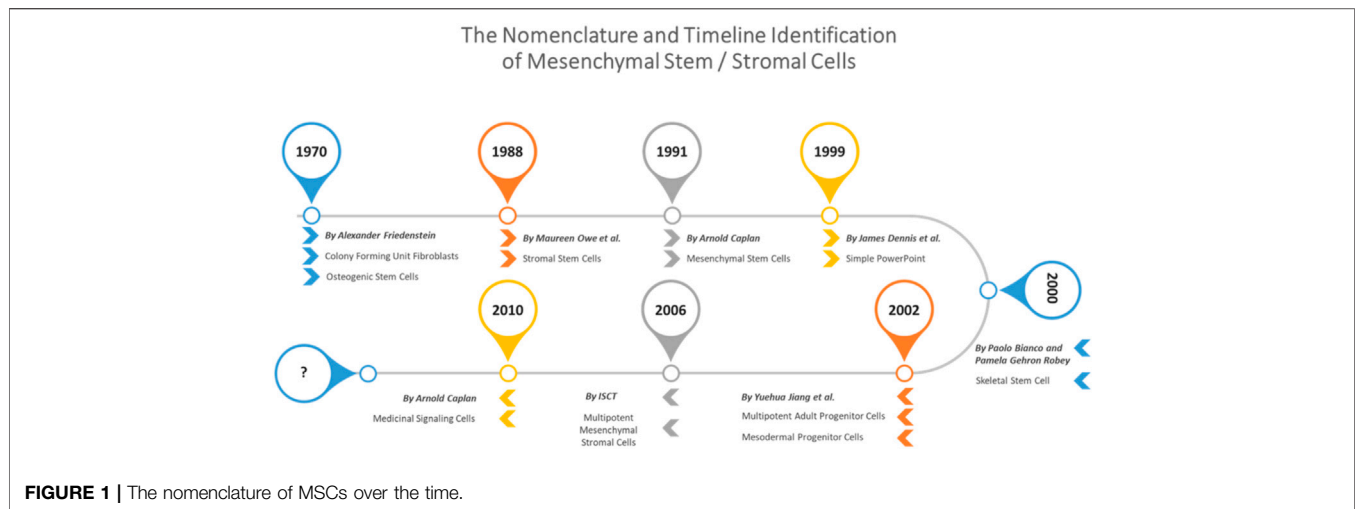 The Nomenclature and Timeline Identification
of Mesenchymal Stem / Stromal Cells
1970
1988
1991
1999
By Alexander Friedenstein
Colony Forming Unit Fibroblasts
Osteogenic Stem Cells
By Maureen Owe et al.
Stromal Stem Cells
By Arnold Caplan
Mesenchymal Stem Cells
By James Dennis et al.
Simple PowerPoint
2000
By Paolo Bianco and
Pamela Gehron Robey
Skeletal Stem Cell
2002
By Yuehua Jiang et al.
Multipotent Adult Progenitor Cells
Mesodermal Progenitor Cells
2006
By ISCT
Multipotent
Mesenchymal
Stromal Cells
2010
By Arnold Caplan
Medicinal Signaling Cells
?
FIGURE 1 | The nomenclature of MSCs over the time.